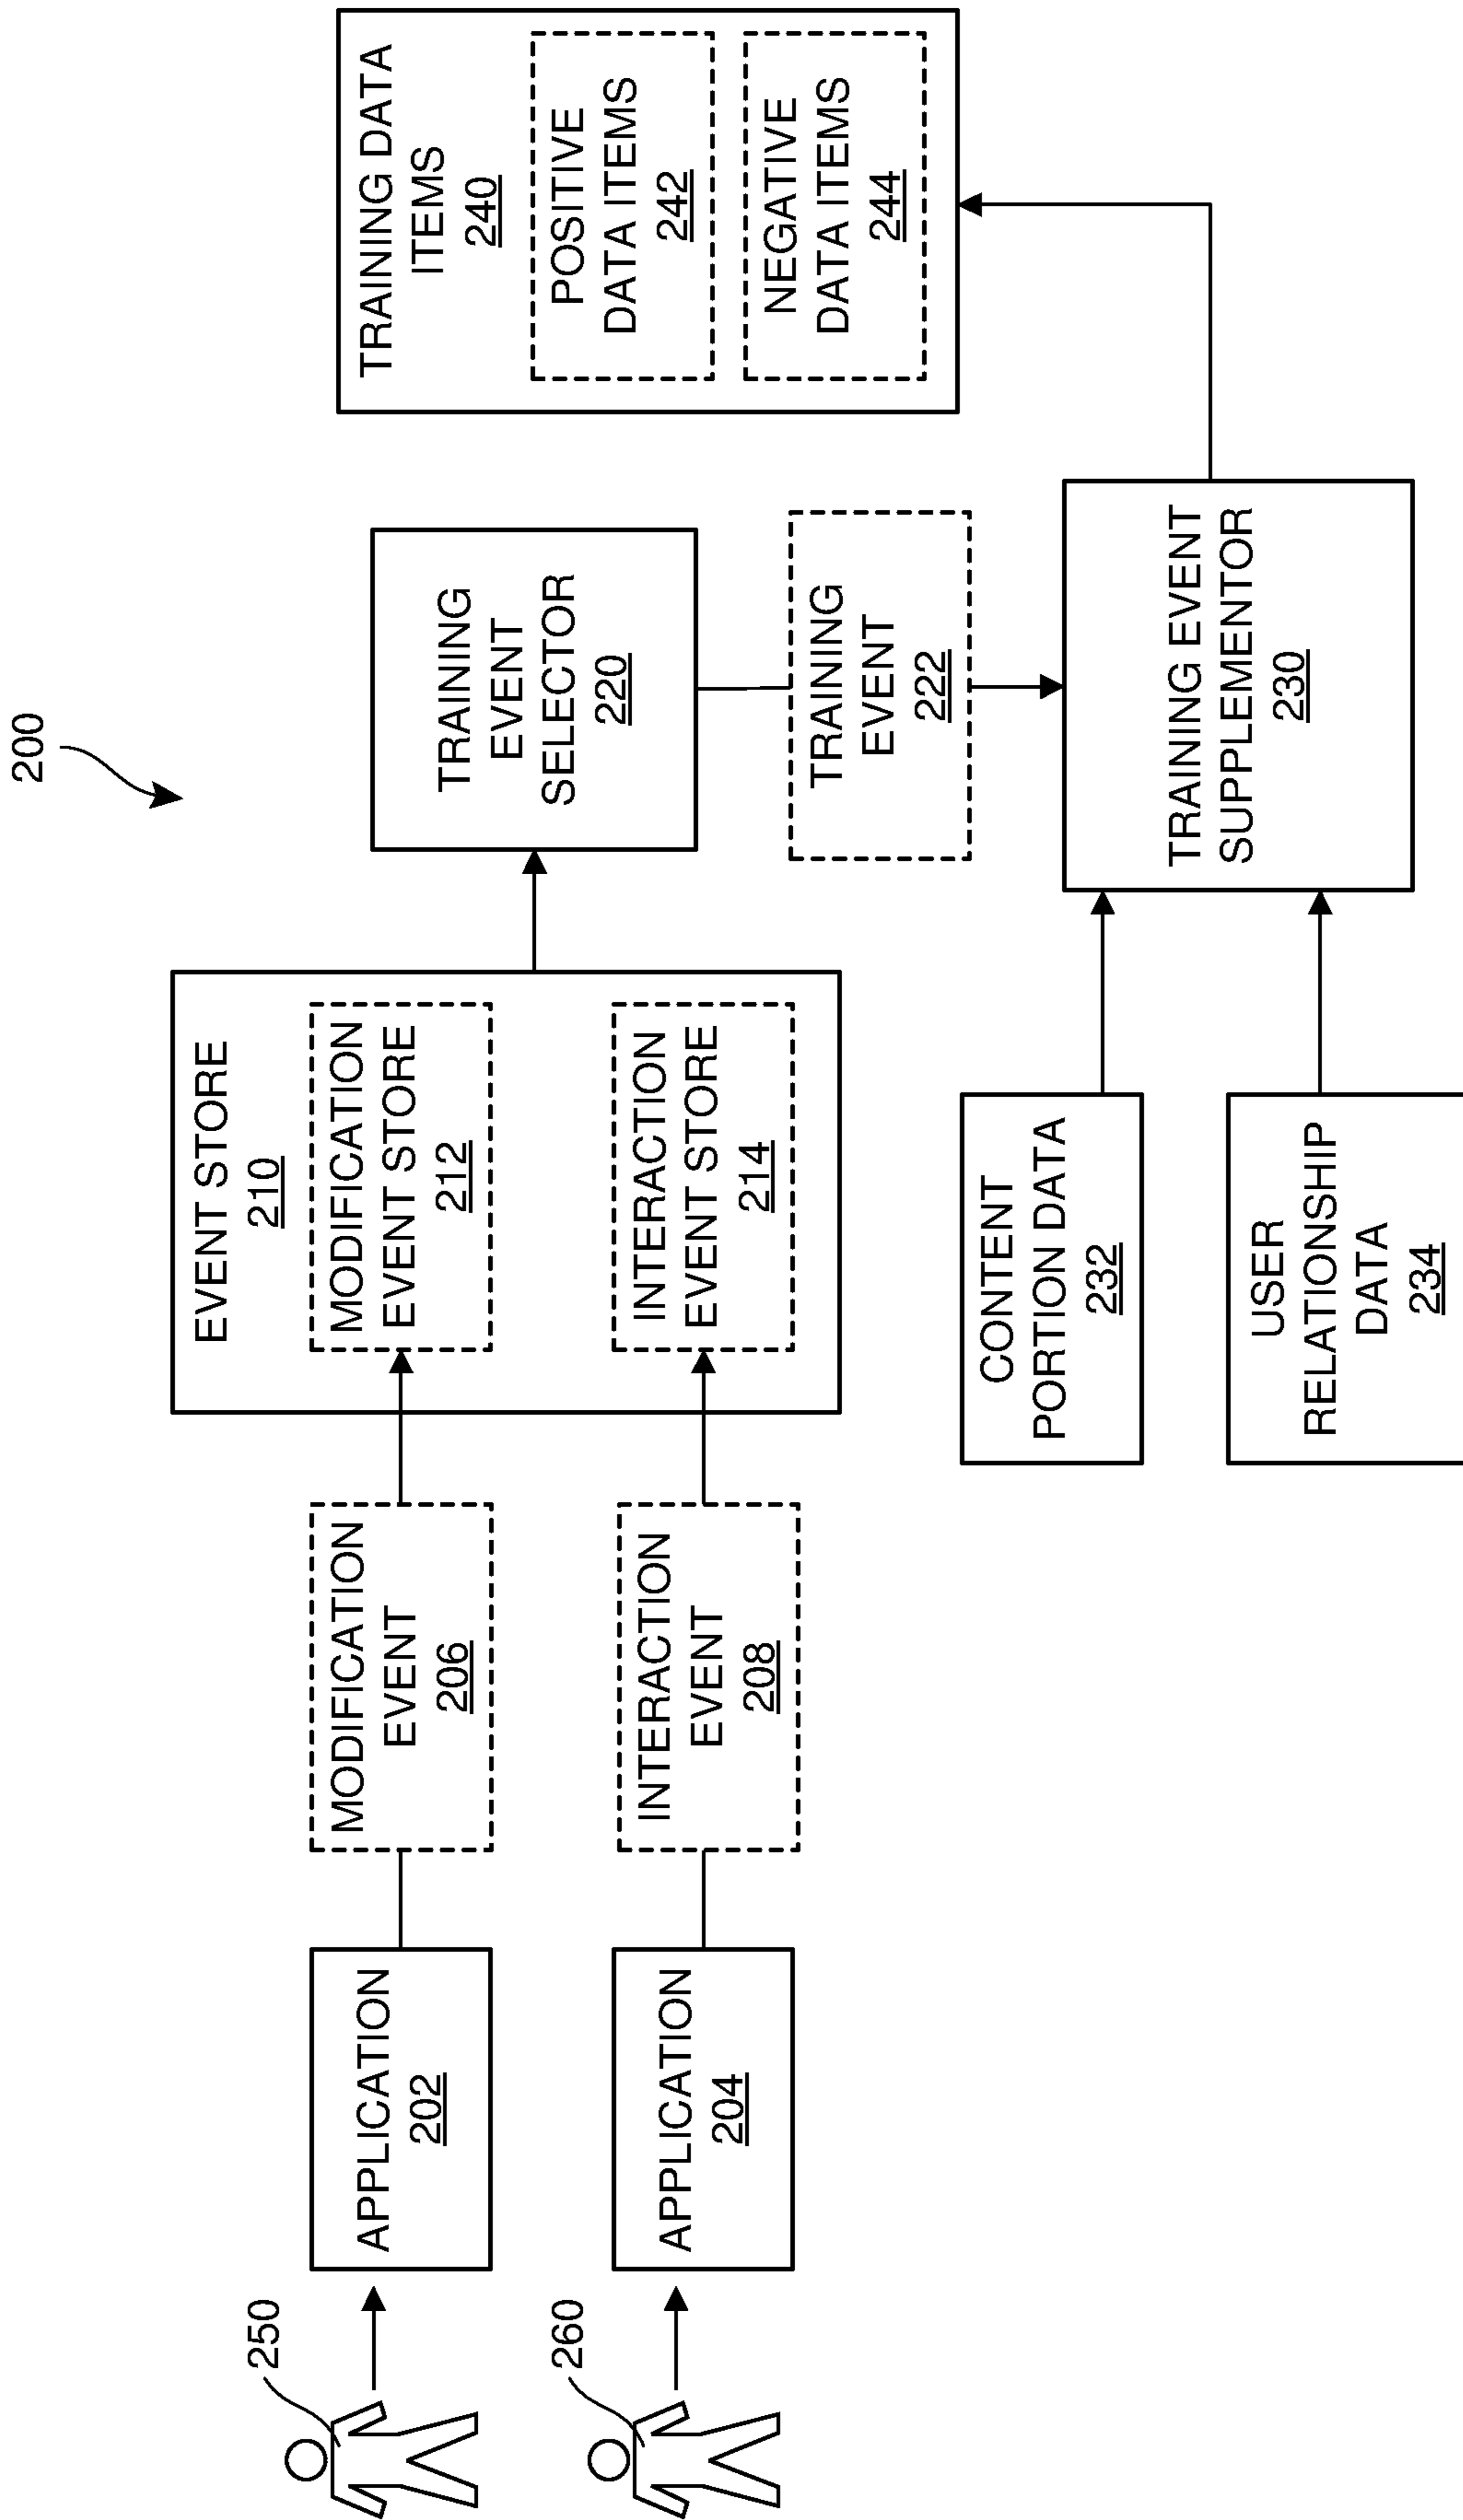 200
250
APPLICATION
202
MODIFICATION
EVENT
206
EVENT STORE
210
MODIFICATION
EVENT STORE
212
INTERACTION
EVENT STORE
214
260
APPLICATION
204
INTERACTION
EVENT
208
TRAINING
EVENT
SELECTOR
220
TRAINING
EVENT
222
CONTENT
PORTION DATA
232
USER
RELATIONSHIP
DATA
234
TRAINING EVENT
SUPPLEMENTOR
230
TRAINING DATA
ITEMS
240
POSITIVE
DATA ITEMS
242
NEGATIVE
DATA ITEMS
244